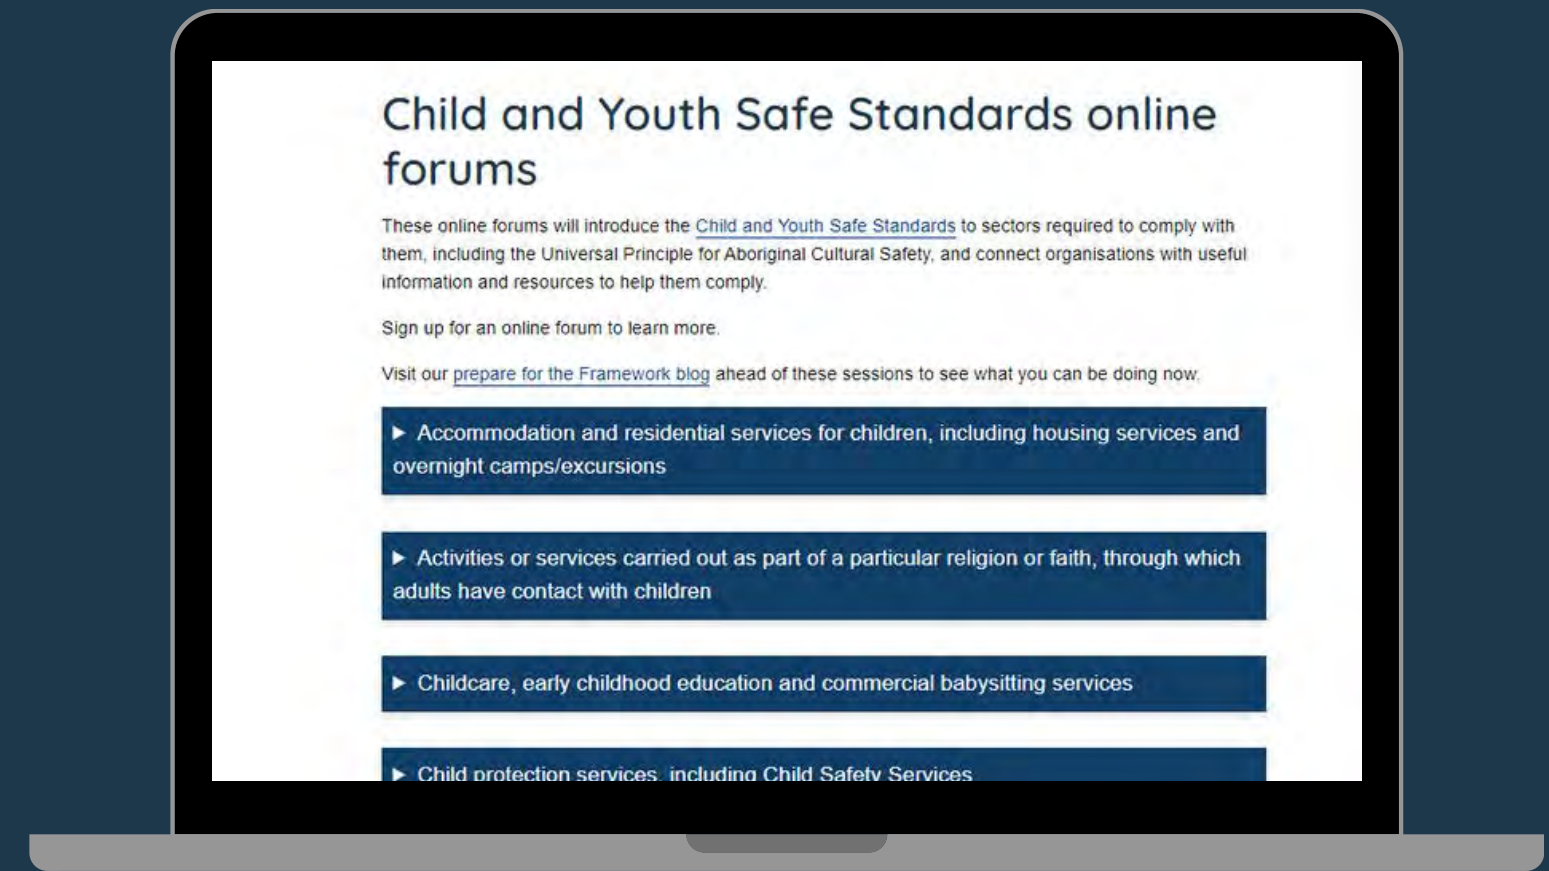 Child and Youth Safe Standards online
forums
These online forums will introduce the Child and Youth Safe Standards to sectors required to comply with
them, including the Universal Principle for Aboriginal Cultural Safety, and connect organisations with useful
information and resources to help them comply.
Sign up for an online forum to learn more.
Visit our prepare for the Framework blog ahead of these sessions to see what you can be doing now.
► Accommodation and residential services for children, including housing services and
overnight camps/excursions
► Activities or services carried out as part of a particular religion or faith, through which
adults have contact with children
► Childcare, early childhood education and commercial babysitting services
► Child protection services, including Child Safety Services